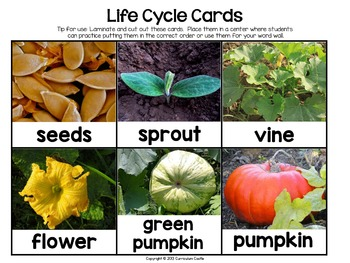 Life Cycle Cards
Tip for use: Laminate and cut out these cards. Place them in a center where students
can practice putting them in the correct order or use them for your word wall.
seeds
sprout
vine
flower
green
pumpkin
pumpkin
Copyright © 2013 Curriculum Castle